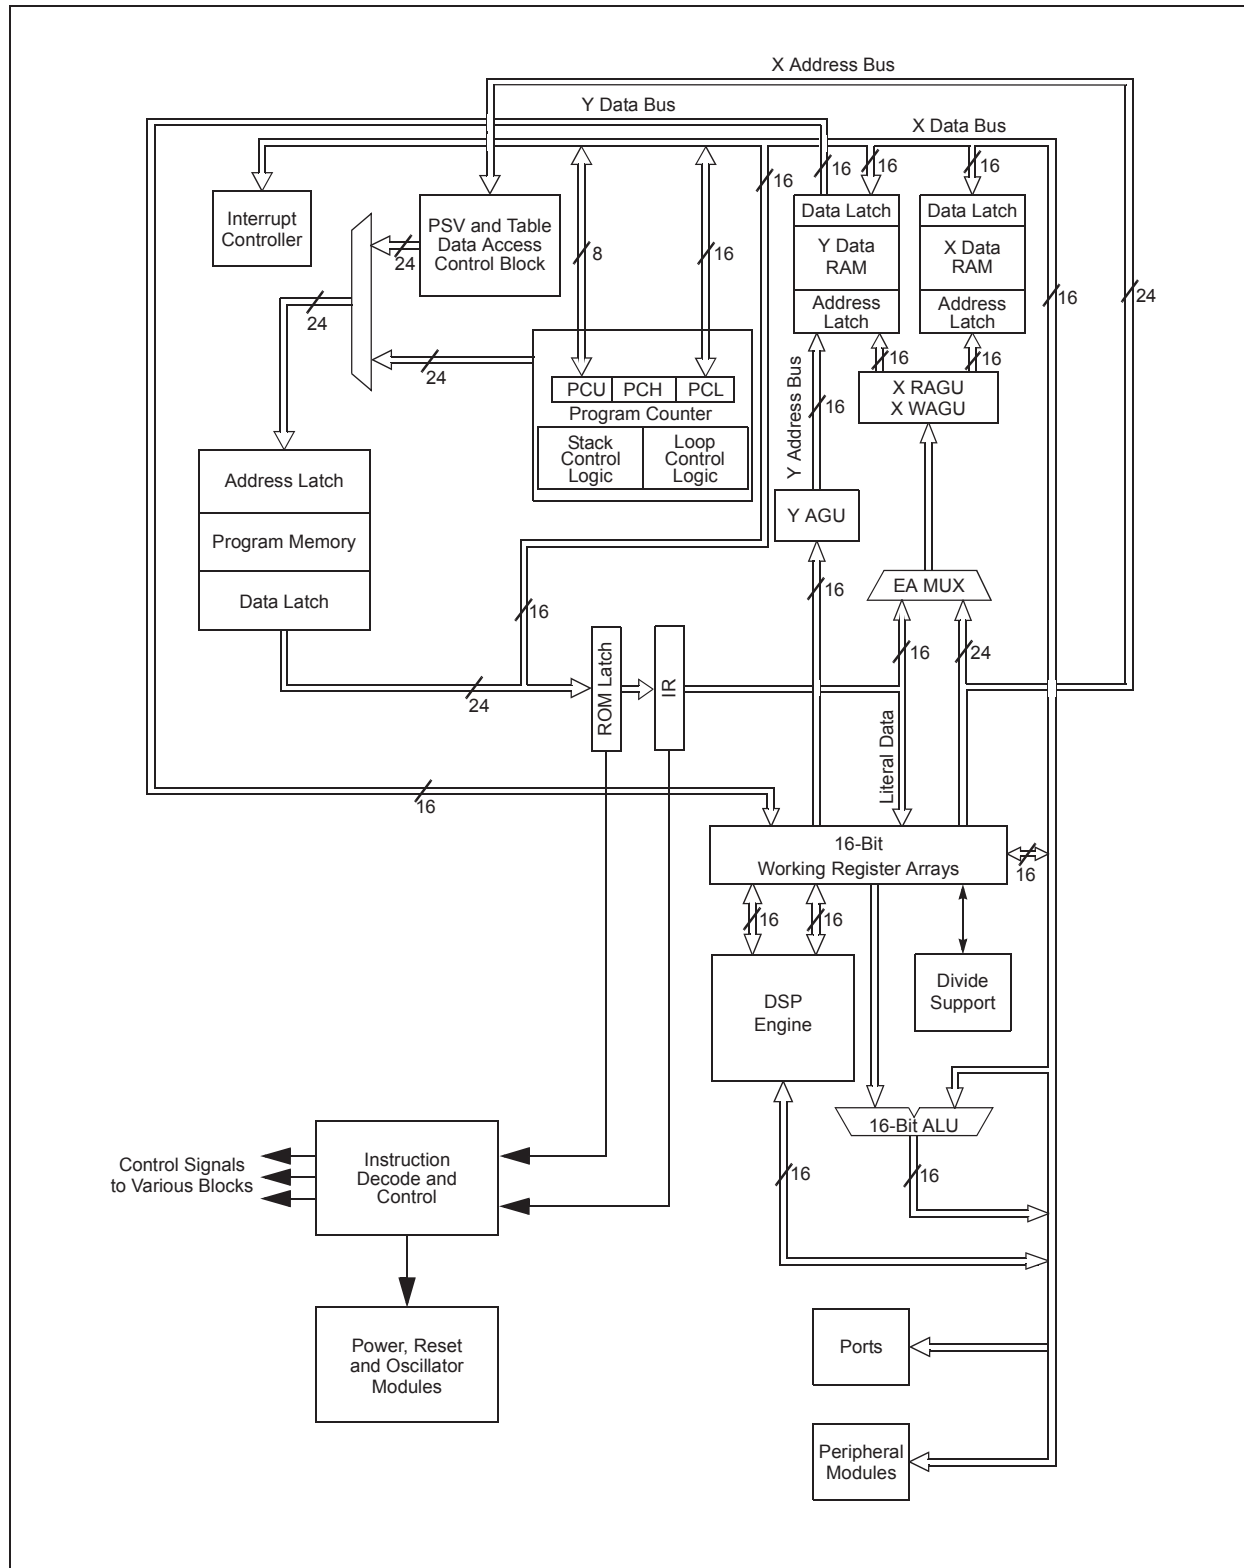 X Address Bus
Y Data Bus
X Data Bus
16
16
16
16
Interrupt
Controller
PSV and Table
Data Access
Control Block
24
8
16
Data Latch
Y Data
RAM
Address
Latch
Data Latch
X Data
RAM
Address
Latch
16
24
24
24
16
16
PCU
PCH
PCL
Program Counter
Stack
Control
Logic
Loop
Control
Logic
Y Address Bus
16
X RAGU
X WAGU
Address Latch
Program Memory
Data Latch
Y AGU
16
EA MUX
16
16
24
24
ROM Latch
IR
Literal Data
16
16-Bit
Working Register Arrays
16
16
16
DSP
Engine
Divide
Support
16-Bit ALU
16
16
Control Signals
to Various Blocks
Instruction
Decode and
Control
Power, Reset
and Oscillator
Modules
Ports
Peripheral
Modules